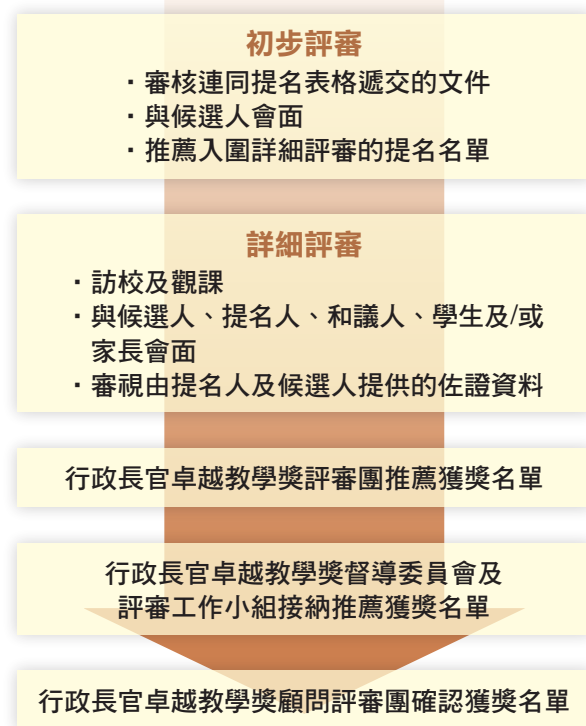 初步評審
・審核連同提名表格遞交的文件
・與候選人會面
・推薦入圍詳細評審的提名名單
詳細評審
・訪校及觀課
・與候選人、提名人、和議人、學生及/或
家長會面
・審視由提名人及候選人提供的佐證資料
行政長官卓越教學獎評審團推薦獲獎名單
行政長官卓越教學獎督導委員會及
評審工作小組接納推薦獲獎名單
行政長官卓越教學獎顧問評審團確認獲獎名單